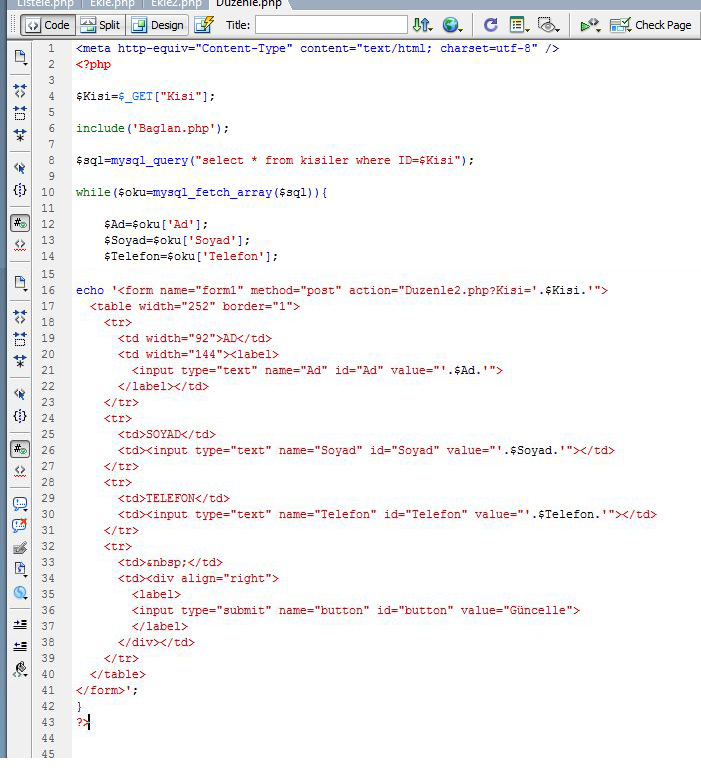 Listele.php Ekle.php Ekle2.php Duzenle.php
Code Split Design Title: Check Page
1 <meta http-equiv="Content-Type" content="text/html; charset=utf-8" />
2 <?php
3
4 $Kisi=$_GET["Kisi"];
5
6 include('Baglan.php');
7
8 $sql=mysql_query("select * from kisiler where ID=$Kisi");
9
10 while($oku=mysql_fetch_array($sql)){
11
12 $Ad=$oku['Ad'];
13 $Soyad=$oku['Soyad'];
14 $Telefon=$oku['Telefon'];
15
16 echo '<form name="form1" method="post" action="Duzenle2.php?Kisi='.$Kisi.'">
17 <table width="252" border="1">
18 <tr>
19 <td width="92">AD</td>
20 <td width="144"><label>
21 <input type="text" name="Ad" id="Ad" value="'.$Ad.'">
22 </label></td>
23 </tr>
24 <tr>
25 <td>SOYAD</td>
26 <td><input type="text" name="Soyad" id="Soyad" value="'.$Soyad.'"></td>
27 </tr>
28 <tr>
29 <td>TELEFON</td>
30 <td><input type="text" name="Telefon" id="Telefon" value="'.$Telefon.'"></td>
31 </tr>
32 <tr>
33 <td>&nbsp;</td>
34 <td><div align="right">
35 <label>
36 <input type="submit" name="button" id="button" value="Güncelle">
37 </label>
38 </div></td>
39 </tr>
40 </table>
41 </form>';
42 }
43 ?>
44
45